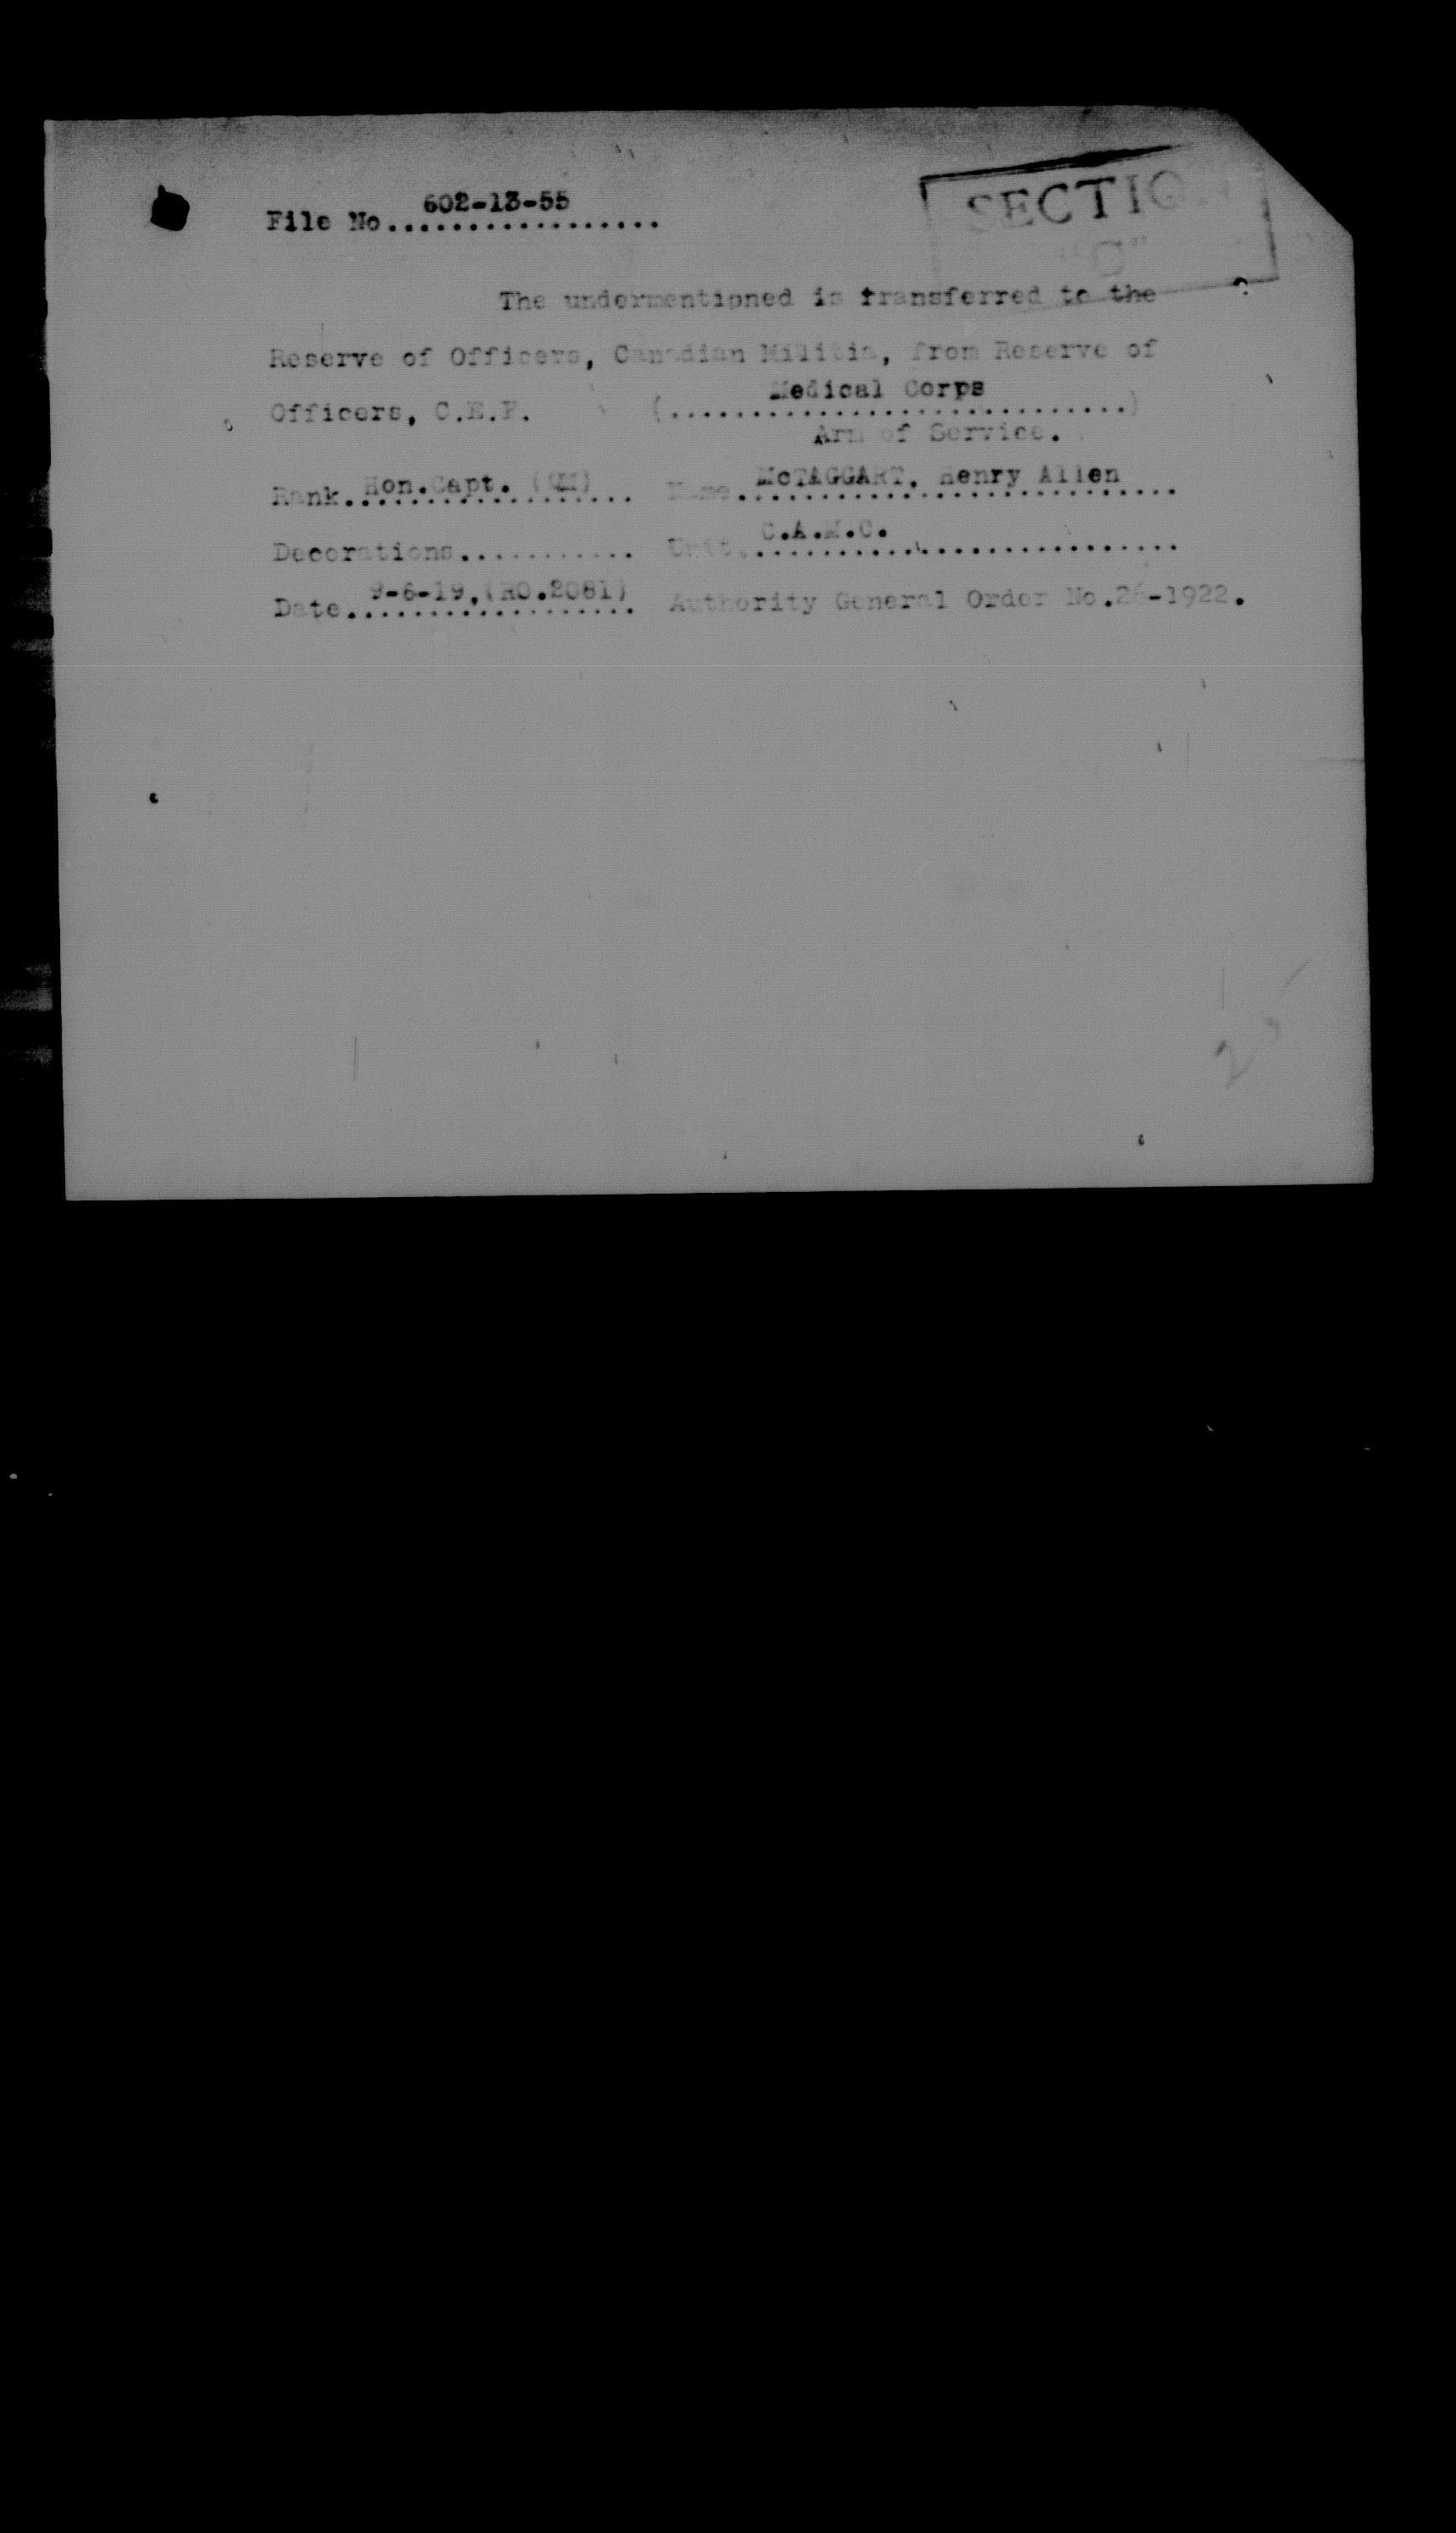 File No.602-13-55
SECTIO
"C"
The undermentioned is transferred to the
Reserve of Officers, Canadian Militia, from Reserve of
Officers, C.E.F. (Medical Corps)
Arm of Service.
Rank.Hon.Capt. (QM) Name.McTAGGART, Henry Allen
Decorations........... Unit.C.A.M.C.
Date.9-6-19.(RO.2081) Authority General Order No.26-1922.